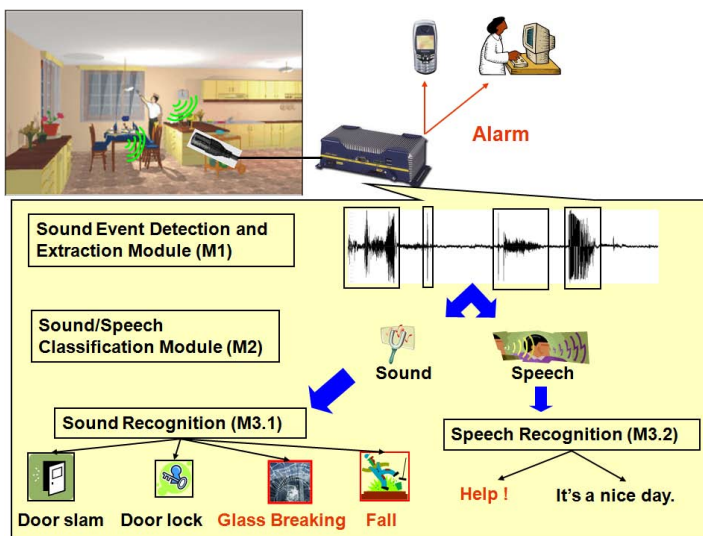 Alarm
Sound Event Detection and
Extraction Module (M1)
Sound/Speech
Classification Module (M2)
Sound
Speech
Sound Recognition (M3.1)
Speech Recognition (M3.2)
Door slam
Door lock
Glass Breaking
Fall
Help !
It's a nice day.